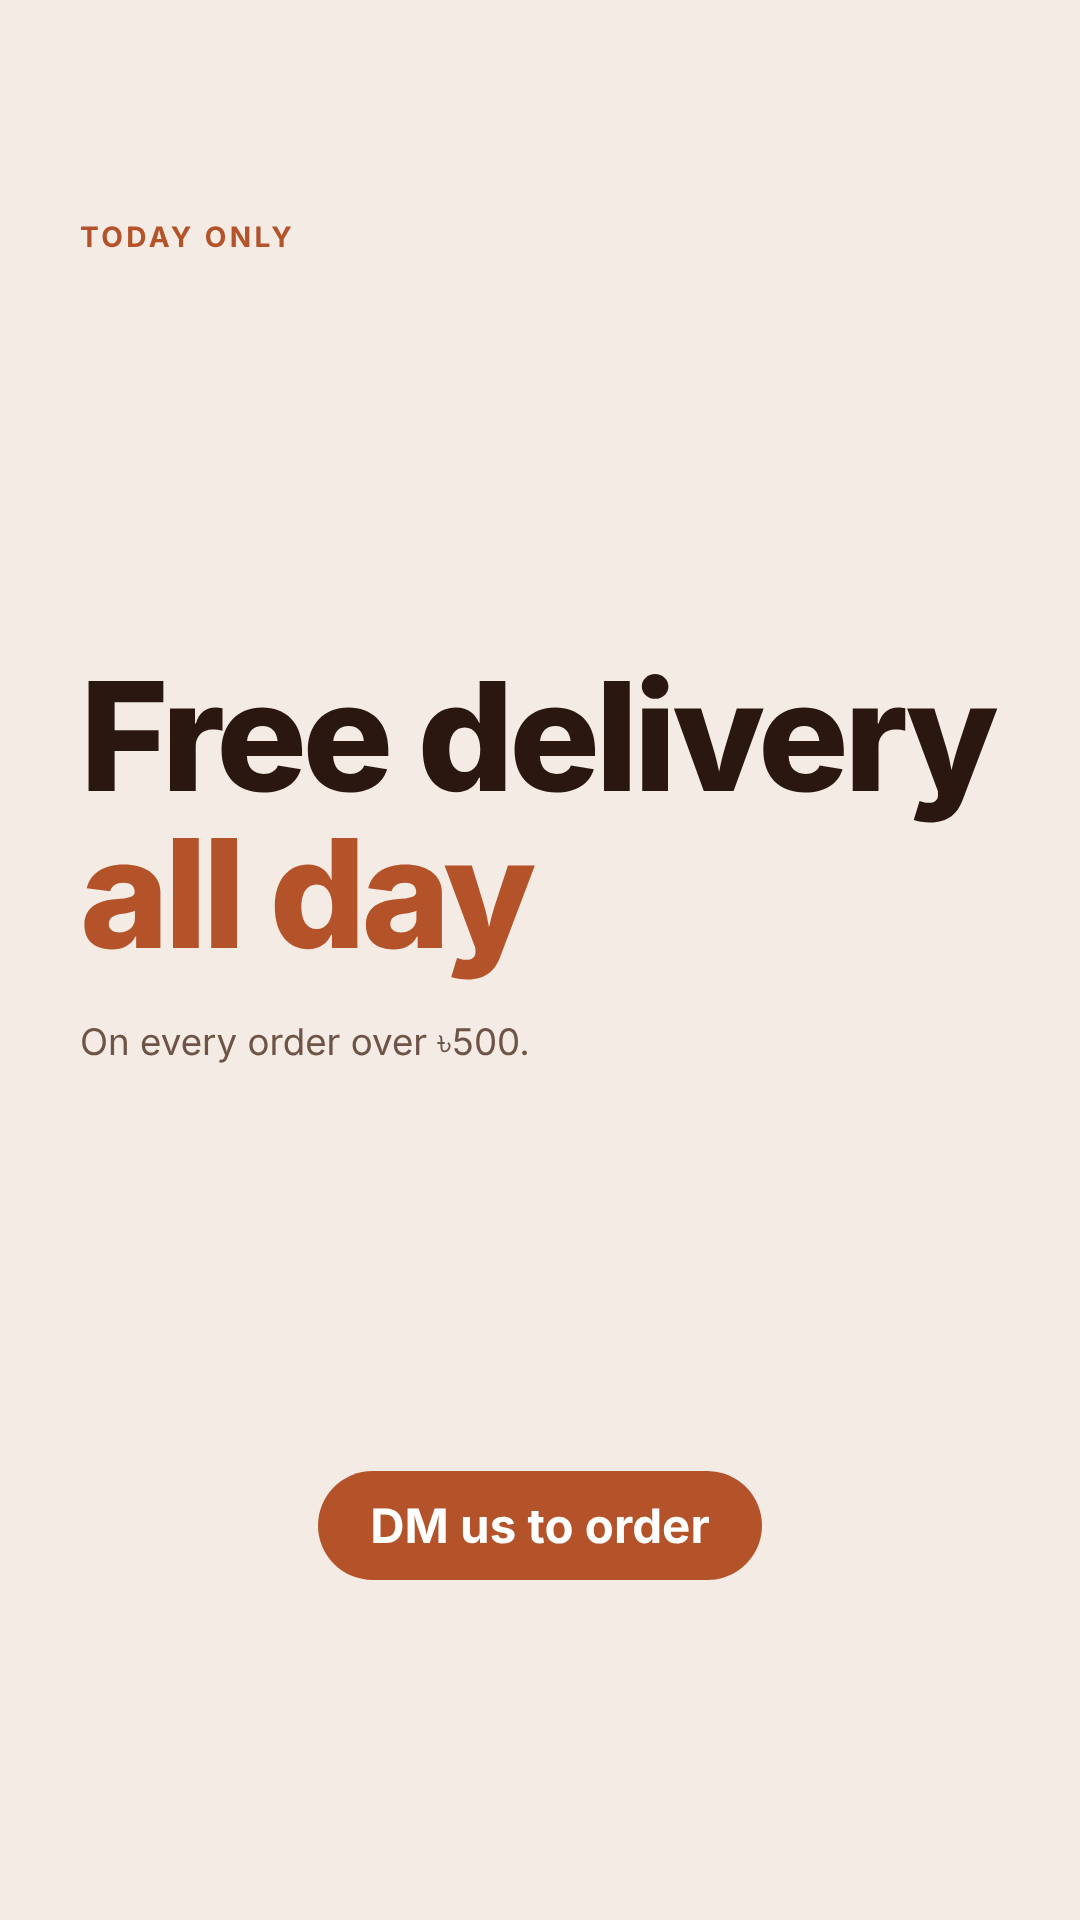 TODAY ONLY
Free delivery
all day
On every order over ৳500.
DM us to order